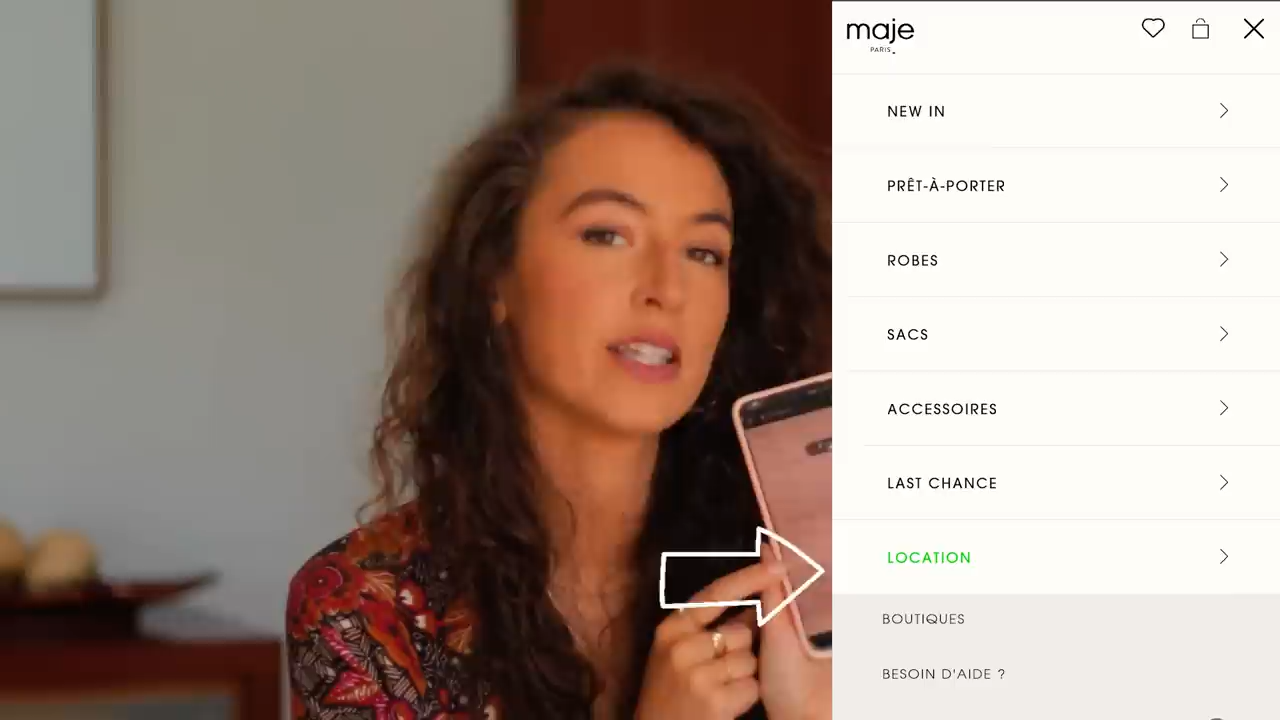 maje
PARIS
NEW IN
PRÊT-À-PORTER
ROBES
SACS
ACCESSOIRES
LAST CHANCE
LOCATION
BOUTIQUES
BESOIN D'AIDE ?